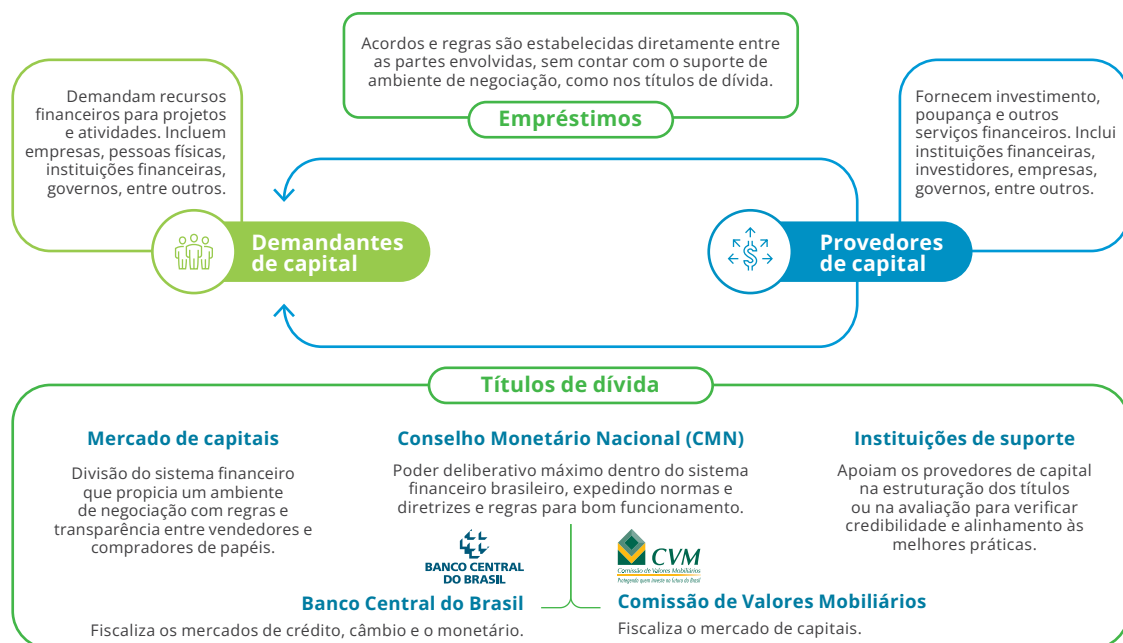 Acordos e regras são estabelecidas diretamente entre
as partes envolvidas, sem contar com o suporte de
ambiente de negociação, como nos títulos de dívida.
Empréstimos
Demandam recursos
financeiros para projetos
e atividades. Incluem
empresas, pessoas físicas,
instituições financeiras,
governos, entre outros.
Demandantes
de capital
Fornecem investimento,
poupança e outros
serviços financeiros. Inclui
instituições financeiras,
investidores, empresas,
governos, entre outros.
Provedores
de capital
Títulos de dívida
Mercado de capitais
Divisão do sistema financeiro
que propicia um ambiente
de negociação com regras e
transparência entre vendedores e
compradores de papéis.
Conselho Monetário Nacional (CMN)
Poder deliberativo máximo dentro do sistema
financeiro brasileiro, expedindo normas e
diretrizes e regras para bom funcionamento.
Instituições de suporte
Apoiam os provedores de capital
na estruturação dos títulos
ou na avaliação para verificar
credibilidade e alinhamento às
melhores práticas.
BANCO CENTRAL
DO BRASIL
Banco Central do Brasil
Fiscaliza os mercados de crédito, câmbio e o monetário.
CVM
Comissão de Valores Mobiliários
Protegendo quem investe no futuro do Brasil
Comissão de Valores Mobiliários
Fiscaliza o mercado de capitais.